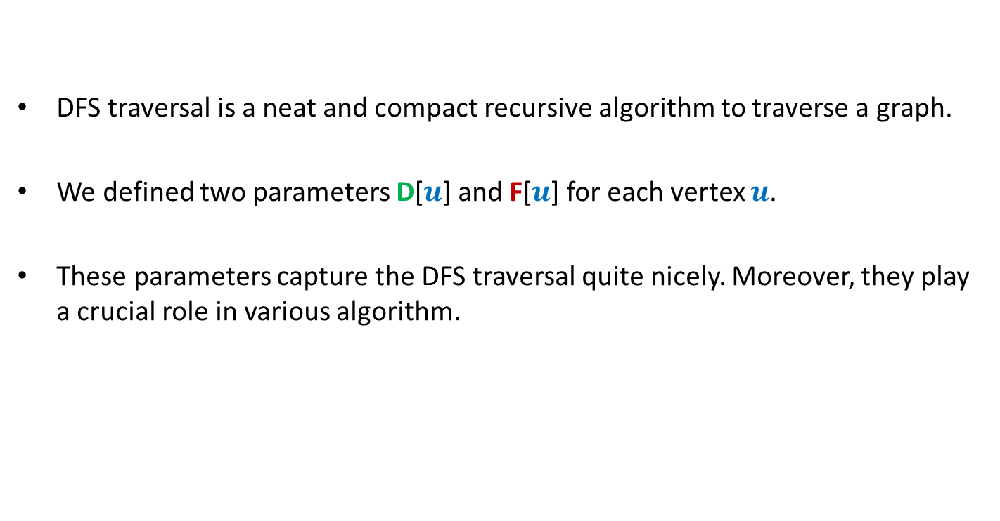 • DFS traversal is a neat and compact recursive algorithm to traverse a graph.
• We defined two parameters D[u] and F[u] for each vertex u.
• These parameters capture the DFS traversal quite nicely. Moreover, they play
a crucial role in various algorithm.